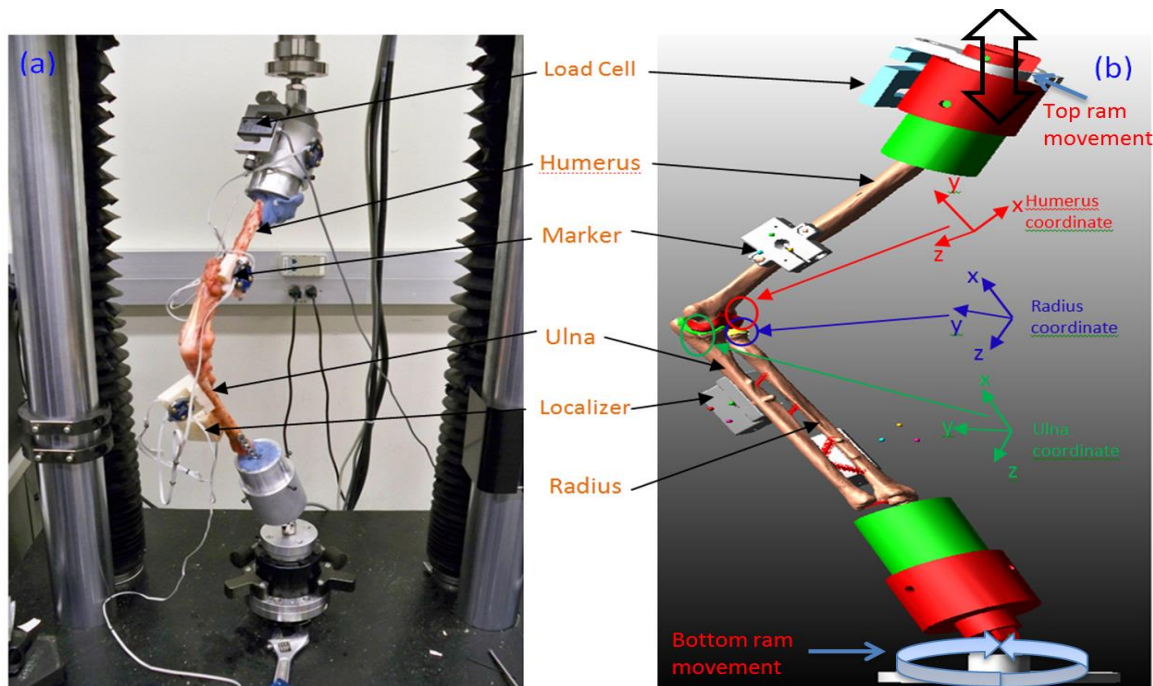 (a)
(b)
Load Cell
Top ram
movement
Humerus
y
x
z
Humerus
coordinate
Marker
x
y
z
Radius
coordinate
Ulna
Localizer
x
y
z
Ulna
coordinate
Radius
Bottom ram
movement